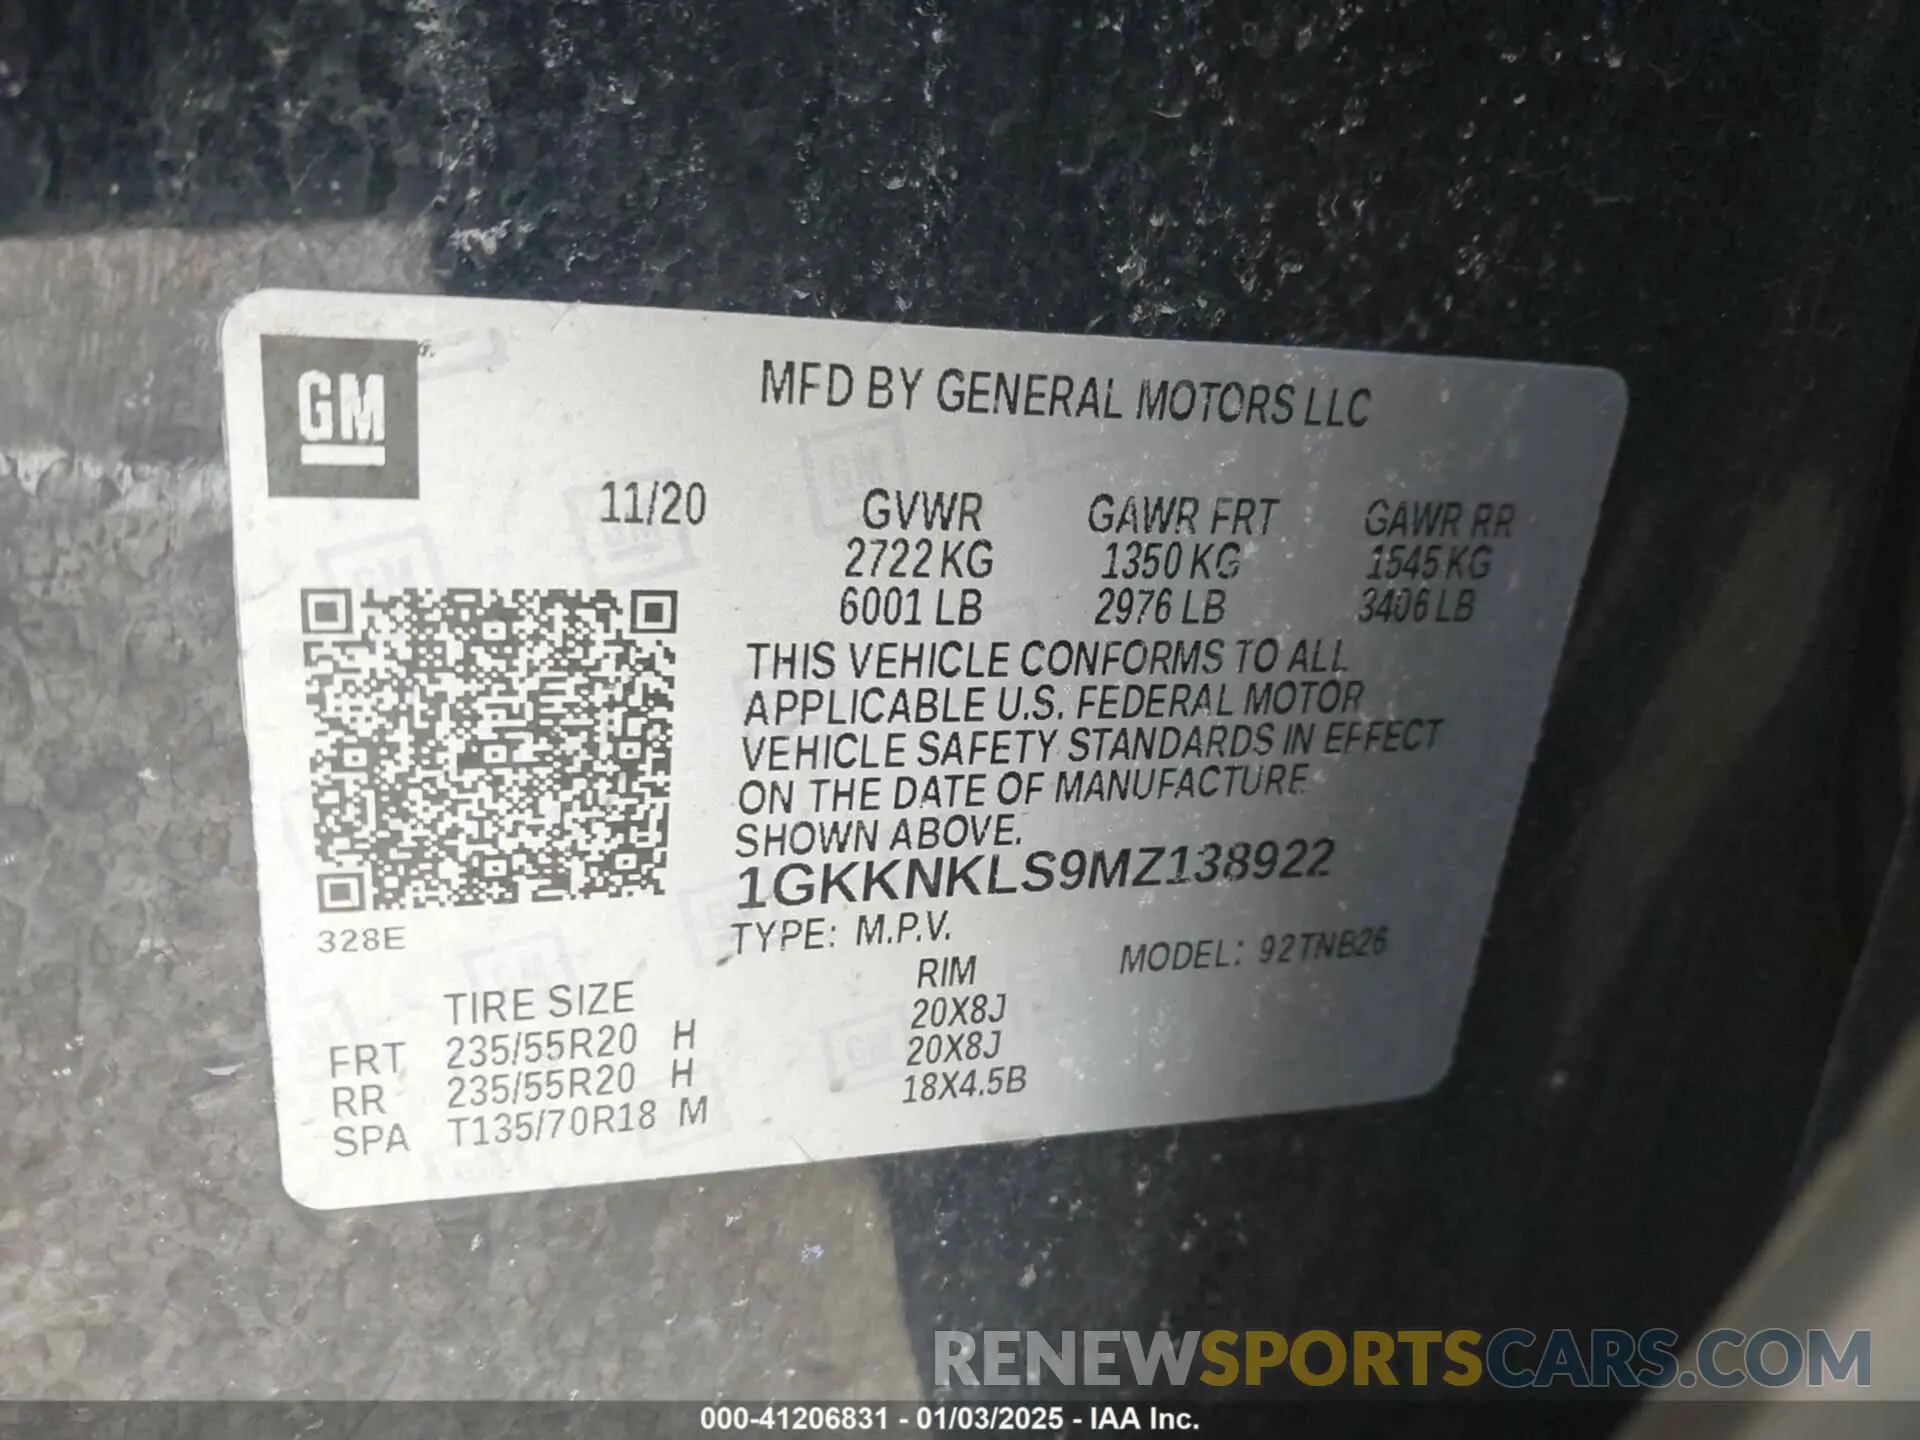 GM
MFD BY GENERAL MOTORS LLC
11/20 GVWR GAWR FRT GAWR RR
2722 KG 1350 KG 1545 KG
6001 LB 2976 LB 3406 LB
THIS VEHICLE CONFORMS TO ALL
APPLICABLE U.S. FEDERAL MOTOR
VEHICLE SAFETY STANDARDS IN EFFECT
ON THE DATE OF MANUFACTURE
SHOWN ABOVE.
1GKKNKLS9MZ138922
328E
TYPE: M.P.V. MODEL: 92TNB26
TIRE SIZE RIM
FRT 235/55R20 H 20X8J
RR 235/55R20 H 20X8J
SPA T135/70R18 M 18X4.5B
RENEWSPORTSCARS.COM
000-41206831 - 01/03/2025 - IAA Inc.